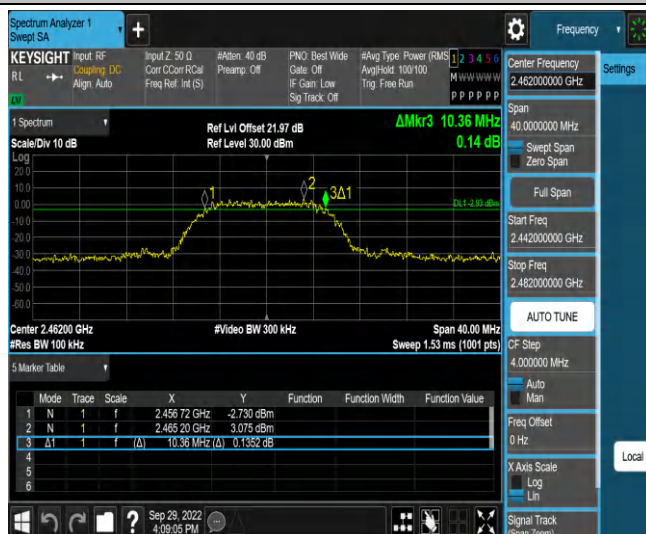 Spectrum Analyzer 1
Swept SA
+
Frequency
KEYSIGHT
RL
Input: RF
Coupling: DC
Align: Auto
Input Z: 50 Ω
Corr CCorr RCal
Freq Ref: Int (S)
#Atten: 40 dB
Preamp: Off
PNO: Best Wide
Gate: Off
IF Gain: Low
Sig Track: Off
#Avg Type: Power (RMS
Avg|Hold: 100/100
Trig: Free Run
1 2 3 4 5 6
M W W W W W
P P P P P P
LV
1 Spectrum
Scale/Div 10 dB
Ref Lvl Offset 21.97 dB
Ref Level 30.00 dBm
ΔMkr3 10.36 MHz
0.14 dB
Log
20.0
10.0
0.00
-10.0
-20.0
-30.0
-40.0
-50.0
-60.0
1
2
3Δ1
DL1 -2.93 dBm
Center 2.46200 GHz
#Res BW 100 kHz
#Video BW 300 kHz
Span 40.00 MHz
Sweep 1.53 ms (1001 pts)
5 Marker Table
Mode Trace Scale X Y Function Function Width Function Value
1 N 1 f 2.456 72 GHz -2.730 dBm
2 N 1 f 2.465 20 GHz 3.075 dBm
3 Δ1 1 f (Δ) 10.36 MHz (Δ) 0.1352 dB
4
5
6
Sep 29, 2022
4:09:05 PM
?
Center Frequency
2.462000000 GHz
Settings
Span
40.0000000 MHz
Swept Span
Zero Span
Full Span
Start Freq
2.442000000 GHz
Stop Freq
2.482000000 GHz
AUTO TUNE
CF Step
4.000000 MHz
Auto
Man
Freq Offset
0 Hz
X Axis Scale
Log
Lin
Local
Signal Track
(Span Zoom)